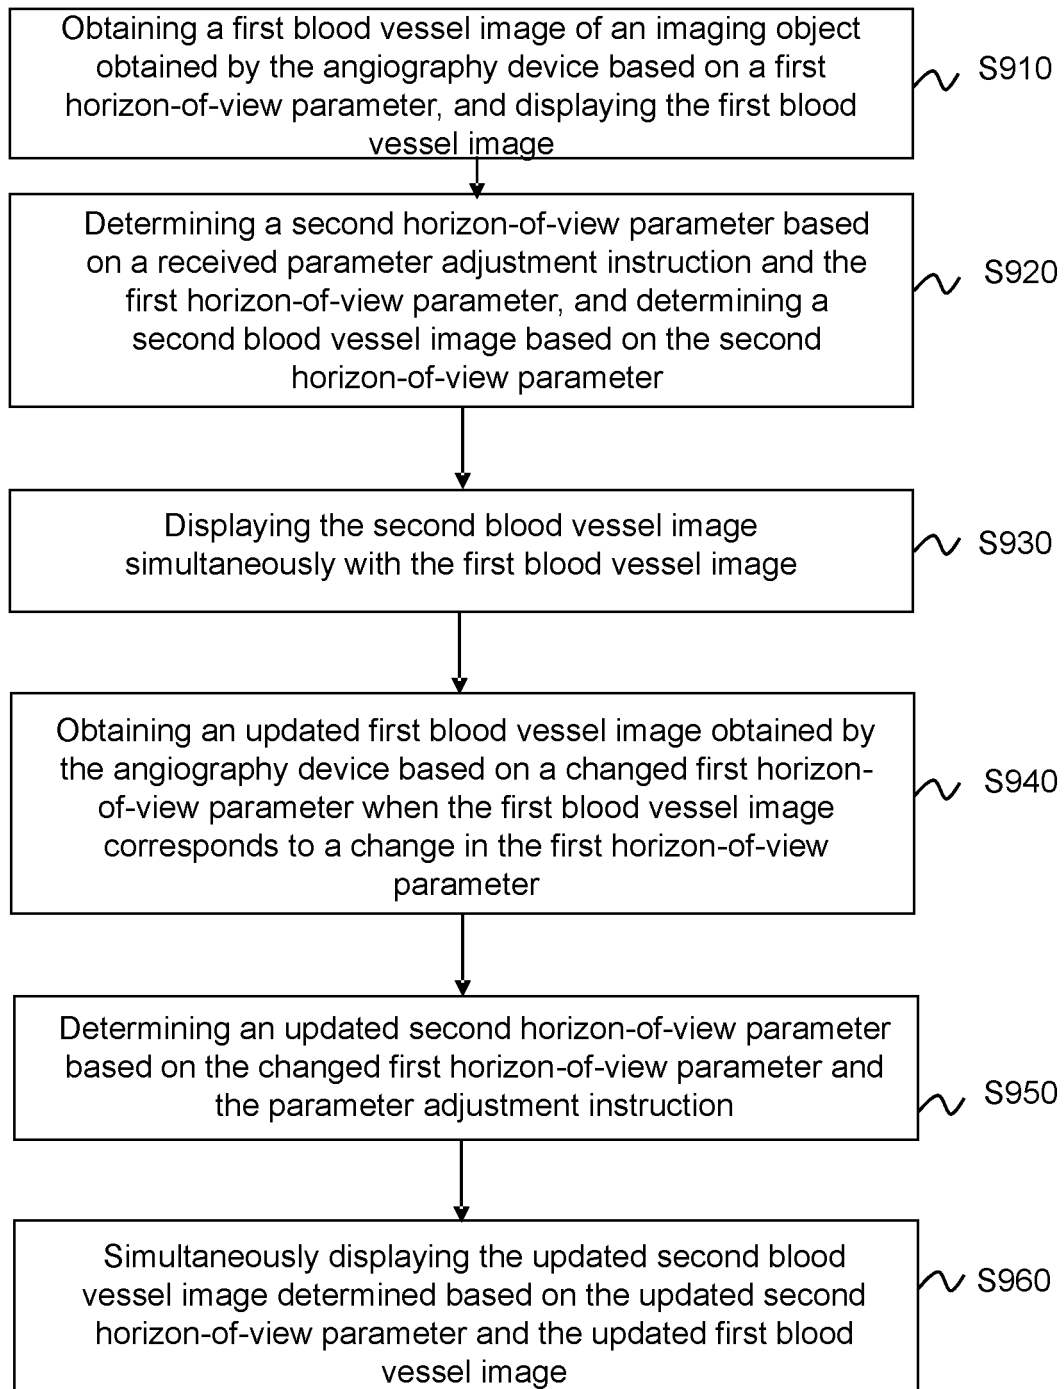 Obtaining a first blood vessel image of an imaging object
obtained by the angiography device based on a first
horizon-of-view parameter, and displaying the first blood
vessel image
S910
Determining a second horizon-of-view parameter based
on a received parameter adjustment instruction and the
first horizon-of-view parameter, and determining a
second blood vessel image based on the second
horizon-of-view parameter
S920
Displaying the second blood vessel image
simultaneously with the first blood vessel image
S930
Obtaining an updated first blood vessel image obtained by
the angiography device based on a changed first horizon-
of-view parameter when the first blood vessel image
corresponds to a change in the first horizon-of-view
parameter
S940
Determining an updated second horizon-of-view parameter
based on the changed first horizon-of-view parameter and
the parameter adjustment instruction
S950
Simultaneously displaying the updated second blood
vessel image determined based on the updated second
horizon-of-view parameter and the updated first blood
vessel image
S960